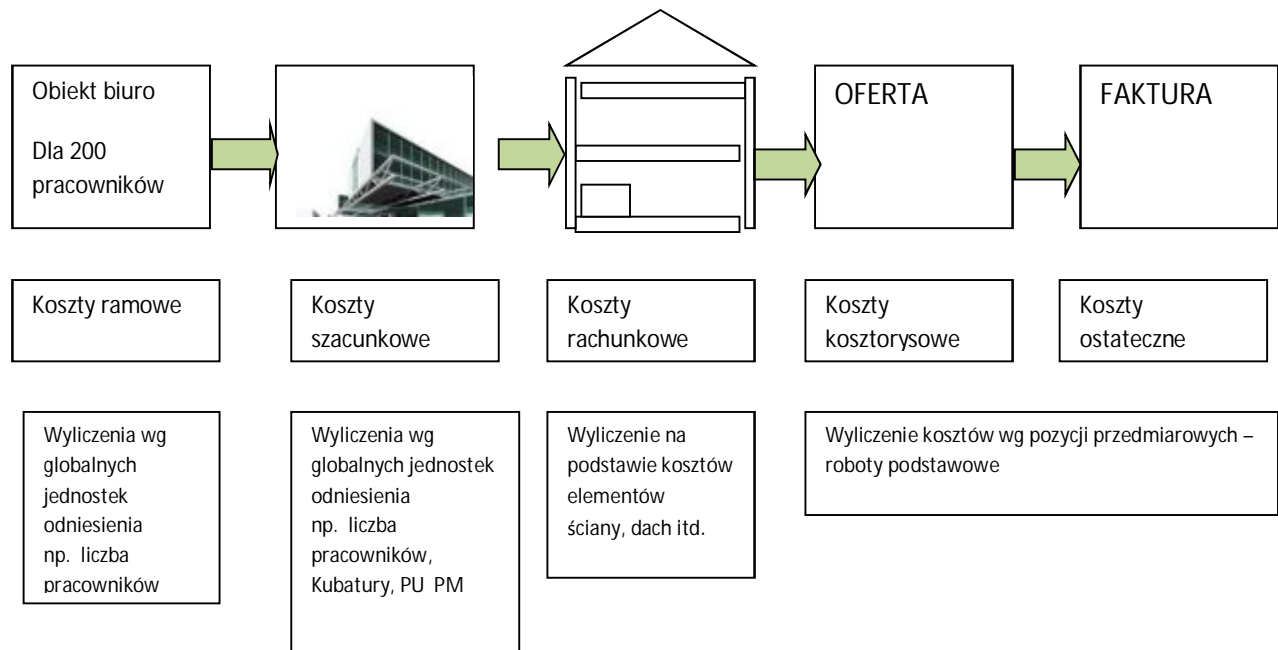 Obiekt biuro
Dla 200
pracowników
OFERTA
FAKTURA
Koszty ramowe
Koszty
szacunkowe
Koszty
rachunkowe
Koszty
kosztorysowe
Koszty
ostateczne
Wyliczenia wg
globalnych
jednostek
odniesienia
np. liczba
pracowników
Wyliczenia wg
globalnych jednostek
odniesienia
np. liczba
pracowników,
Kubatury, PU PM
Wyliczenie na
podstawie kosztów
elementów
ściany, dach itd.
Wyliczenie kosztów wg pozycji przedmiarowych –
roboty podstawowe